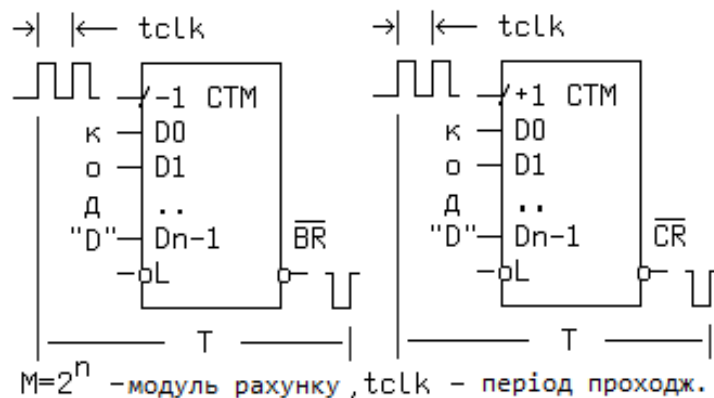 tclk tclk
-1 CTM +1 CTM
к D0 к D0
о D1 о D1
д .. д ..
"D" Dn-1 BR "D" Dn-1 CR
L L
T T
M=2^n -модуль рахунку, tclk - період проходж.